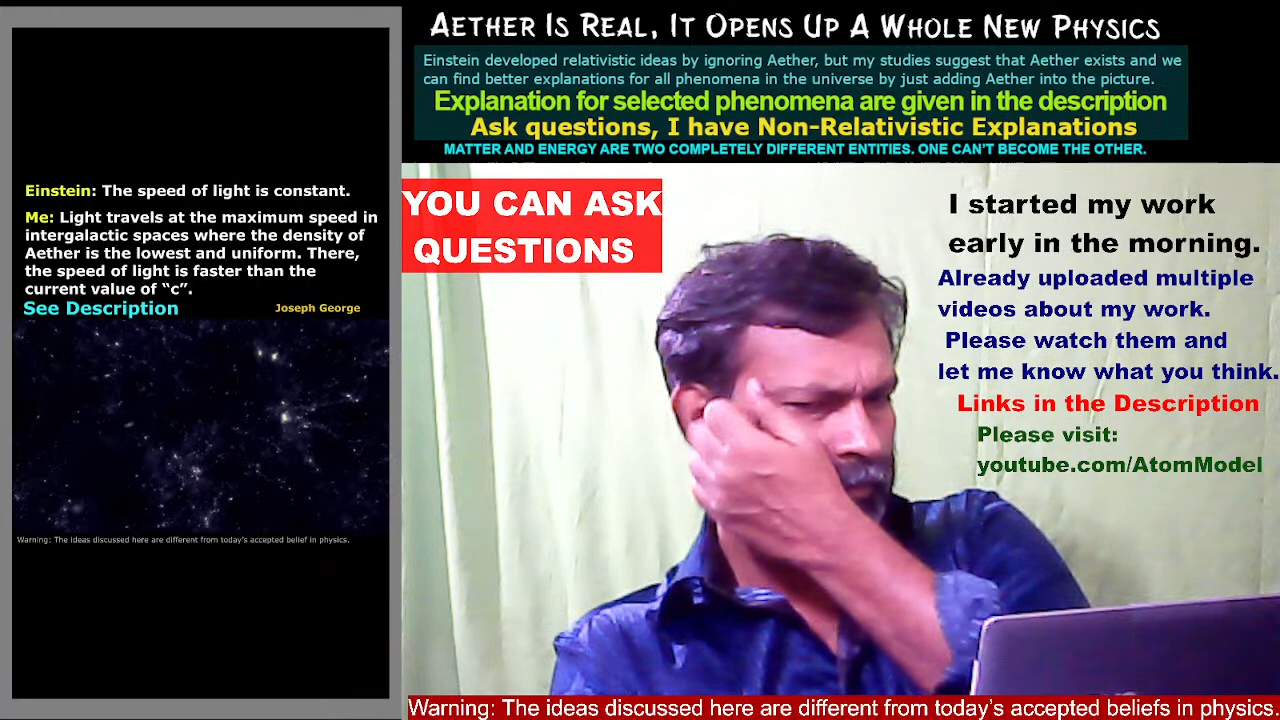 AETHER IS REAL, IT OPENS UP A WHOLE NEW PHYSICS
Einstein developed relativistic ideas by ignoring Aether, but my studies suggest that Aether exists and we
can find better explanations for all phenomena in the universe by just adding Aether into the picture.
Explanation for selected phenomena are given in the description
Ask questions, I have Non-Relativistic Explanations
MATTER AND ENERGY ARE TWO COMPLETELY DIFFERENT ENTITIES. ONE CAN'T BECOME THE OTHER.
Einstein: The speed of light is constant.
Me: Light travels at the maximum speed in
intergalactic spaces where the density of
Aether is the lowest and uniform. There,
the speed of light is faster than the
current value of “c”.
See Description
Joseph George
Warning: The ideas discussed here are different from today's accepted belief in physics.
YOU CAN ASK
QUESTIONS
I started my work
early in the morning.
Already uploaded multiple
videos about my work.
Please watch them and
let me know what you think.
Links in the Description
Please visit:
youtube.com/AtomModel
Warning: The ideas discussed here are different from today's accepted beliefs in physics.